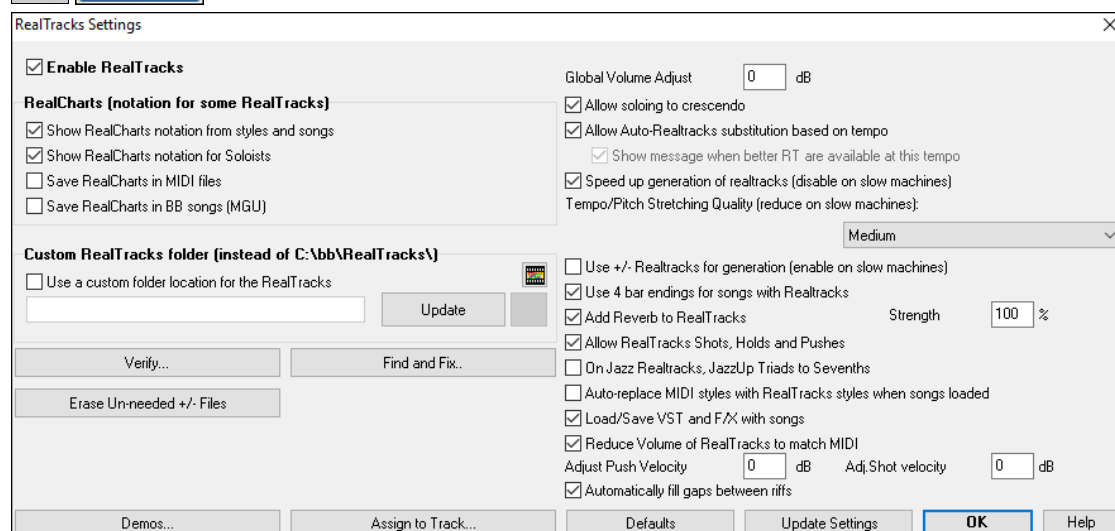 RealTracks Settings
Enable RealTracks
RealCharts (notation for some RealTracks)
Show RealCharts notation from styles and songs
Show RealCharts notation for Soloists
Save RealCharts in MIDI files
Save RealCharts in BB songs (MGU)
Custom RealTracks folder (instead of C:\bb\RealTracks\)
Use a custom folder location for the RealTracks
Update
Verify...
Find and Fix..
Erase Un-needed +/- Files
Demos...
Assign to Track...
Global Volume Adjust 0 dB
Allow soloing to crescendo
Allow Auto-Realtracks substitution based on tempo
Show message when better RT are available at this tempo
Speed up generation of realtracks (disable on slow machines)
Tempo/Pitch Stretching Quality (reduce on slow machines):
Medium
Use +/- Realtracks for generation (enable on slow machines)
Use 4 bar endings for songs with Realtracks
Add Reverb to RealTracks Strength 100 %
Allow RealTracks Shots, Holds and Pushes
On Jazz Realtracks, JazzUp Triads to Sevenths
Auto-replace MIDI styles with RealTracks styles when songs loaded
Load/Save VST and F/X with songs
Reduce Volume of RealTracks to match MIDI
Adjust Push Velocity 0 dB Adj.Shot velocity 0 dB
Automatically fill gaps between riffs
Defaults
Update Settings
OK
Help